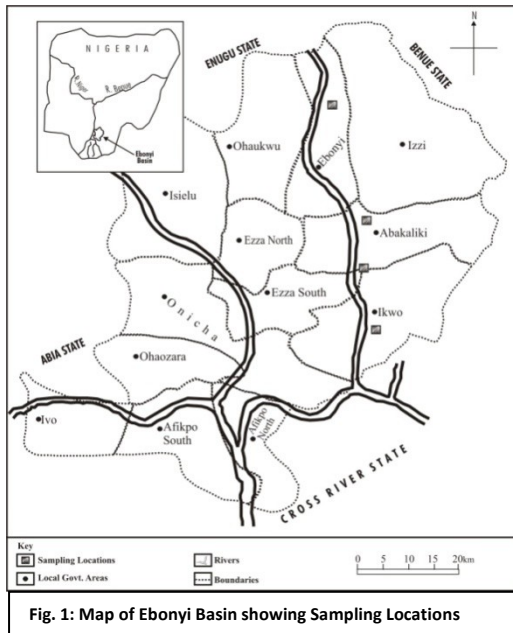 N
NIGERIA
R. Niger
R. Benue
Ebonyi
Basin
ENUGU STATE
BENUE STATE
Ohaukwu
Ebonyi
Izzi
Isielu
Ezza North
Abakaliki
Ezza South
Onicha
Ikwo
ABIA STATE
Ohaozara
Ivo
Afikpo
South
Afikpo
North
CROSS RIVER STATE
Key
Sampling Locations
Rivers
Local Govt. Areas
Boundaries
0 5 10 15 20km
Fig. 1: Map of Ebonyi Basin showing Sampling Locations